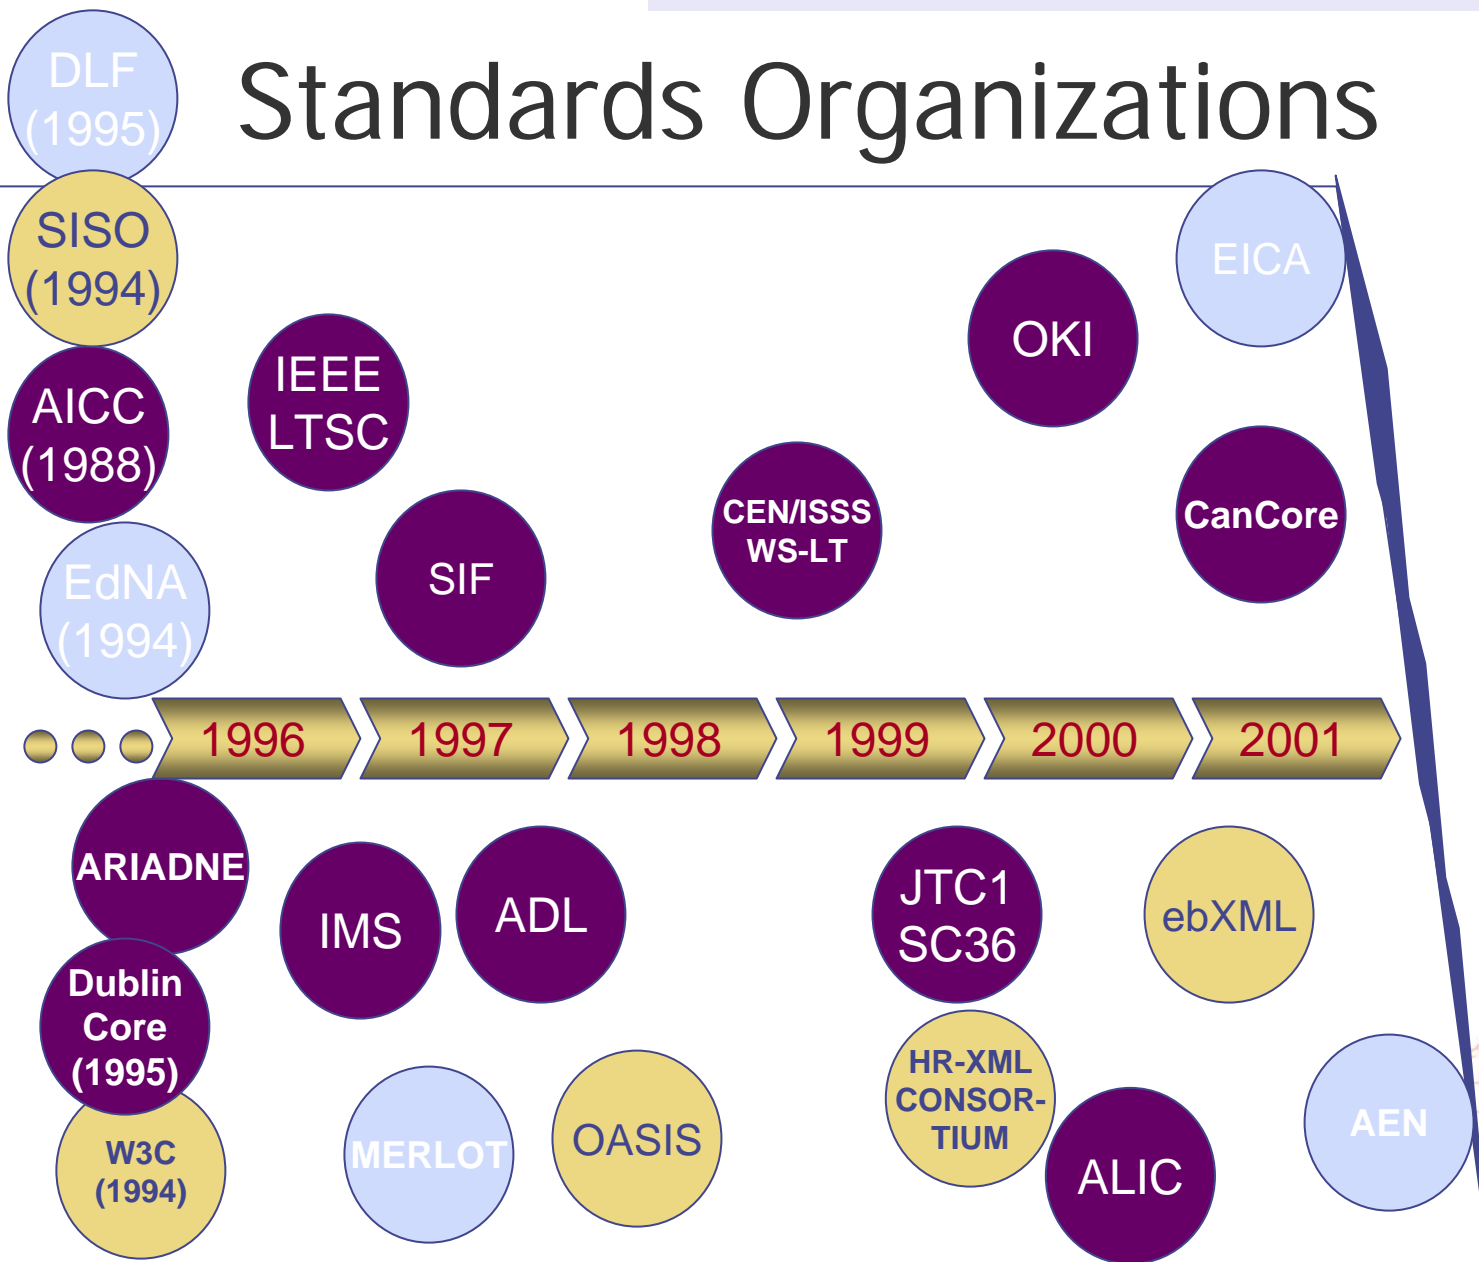 Standards Organizations
DLF
(1995)
SISO
(1994)
AICC
(1988)
EdNA
(1994)
IEEE
LTSC
SIF
CEN/ISSS
WS-LT
OKI
EICA
CanCore
1996
1997
1998
1999
2000
2001
ARIADNE
Dublin
Core
(1995)
W3C
(1994)
IMS
ADL
MERLOT
OASIS
JTC1
SC36
HR-XML
CONSOR-
TIUM
ALIC
ebXML
AEN